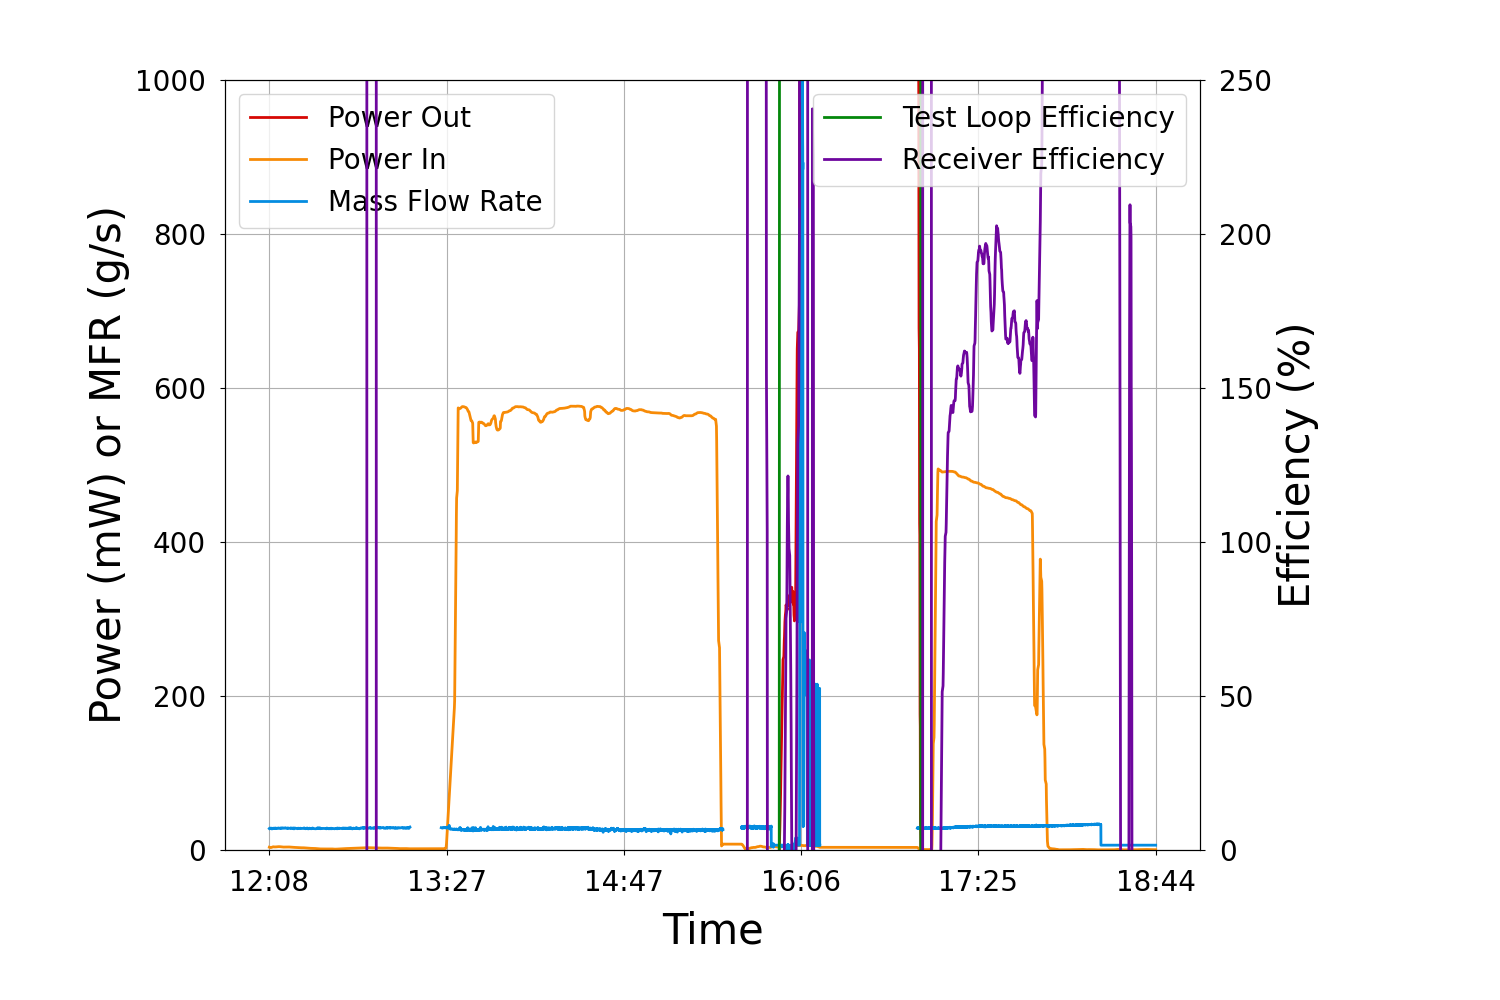 1000
800
600
400
200
0
Power (mW) or MFR (g/s)
Power Out
Power In
Mass Flow Rate
Test Loop Efficiency
Receiver Efficiency
250
200
150
100
50
0
Efficiency (%)
12:08 13:27 14:47 16:06 17:25 18:44
Time